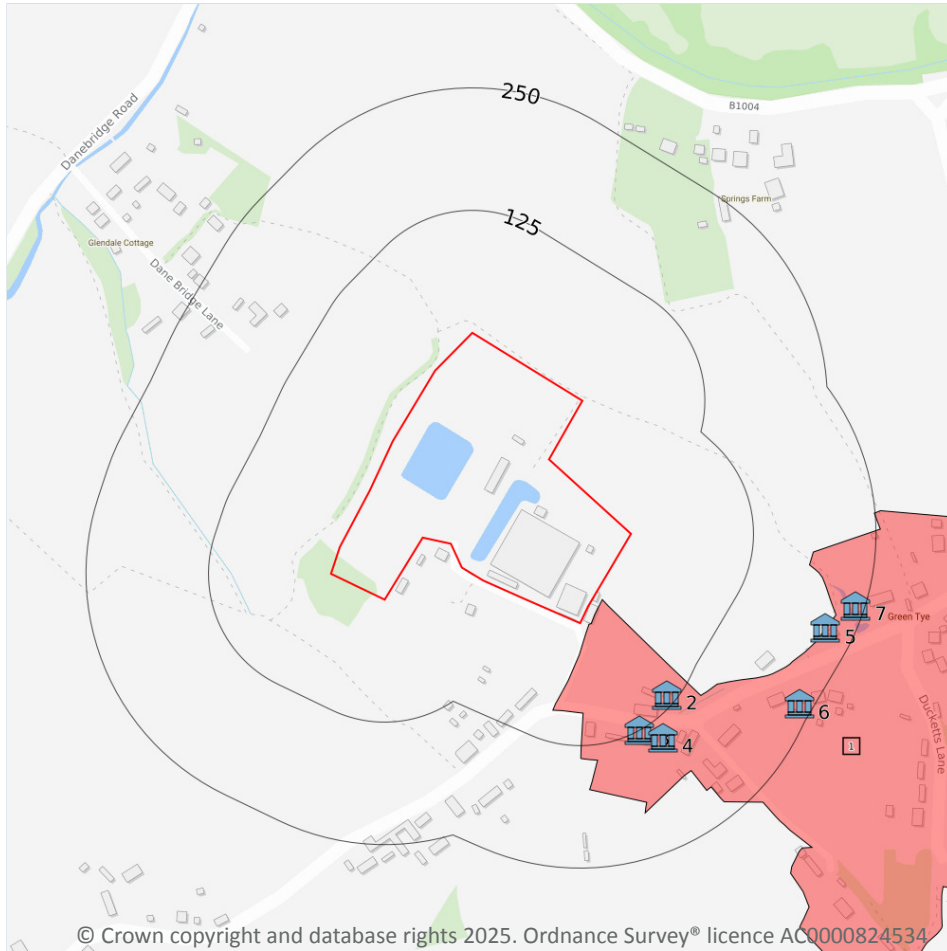 250
B1004
Danebridge Road
Springs Farm
125
Glendale Cottage
Dane Bridge Lane
7
Green Tye
5
2
6
4
1
Ducketts Lane
© Crown copyright and database rights 2025. Ordnance Survey® licence AC0000824534